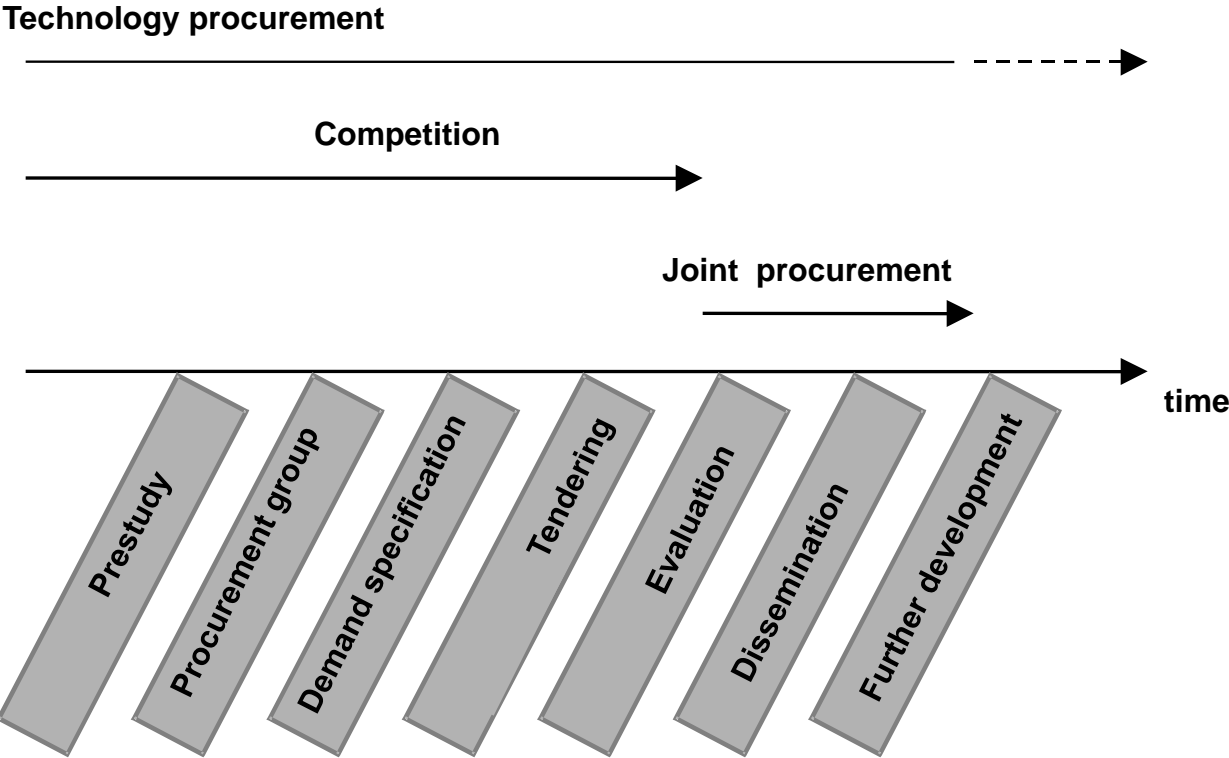 Technology procurement
Competition
Joint procurement
time
Prestudy
Procurement group
Demand specification
Tendering
Evaluation
Dissemination
Further development